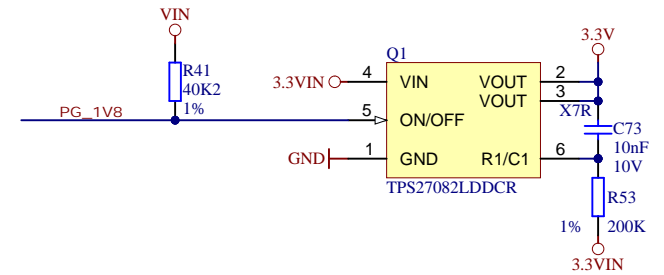 VIN
3.3V
Q1
R41
40K2
1%
3.3VIN
4
VIN
VOUT
2
VOUT
3
X7R
PG_1V8
5
ON/OFF
C73
10nF
10V
GND
1
GND
R1/C1
6
TPS27082LDDCR
R53
1%
200K
3.3VIN